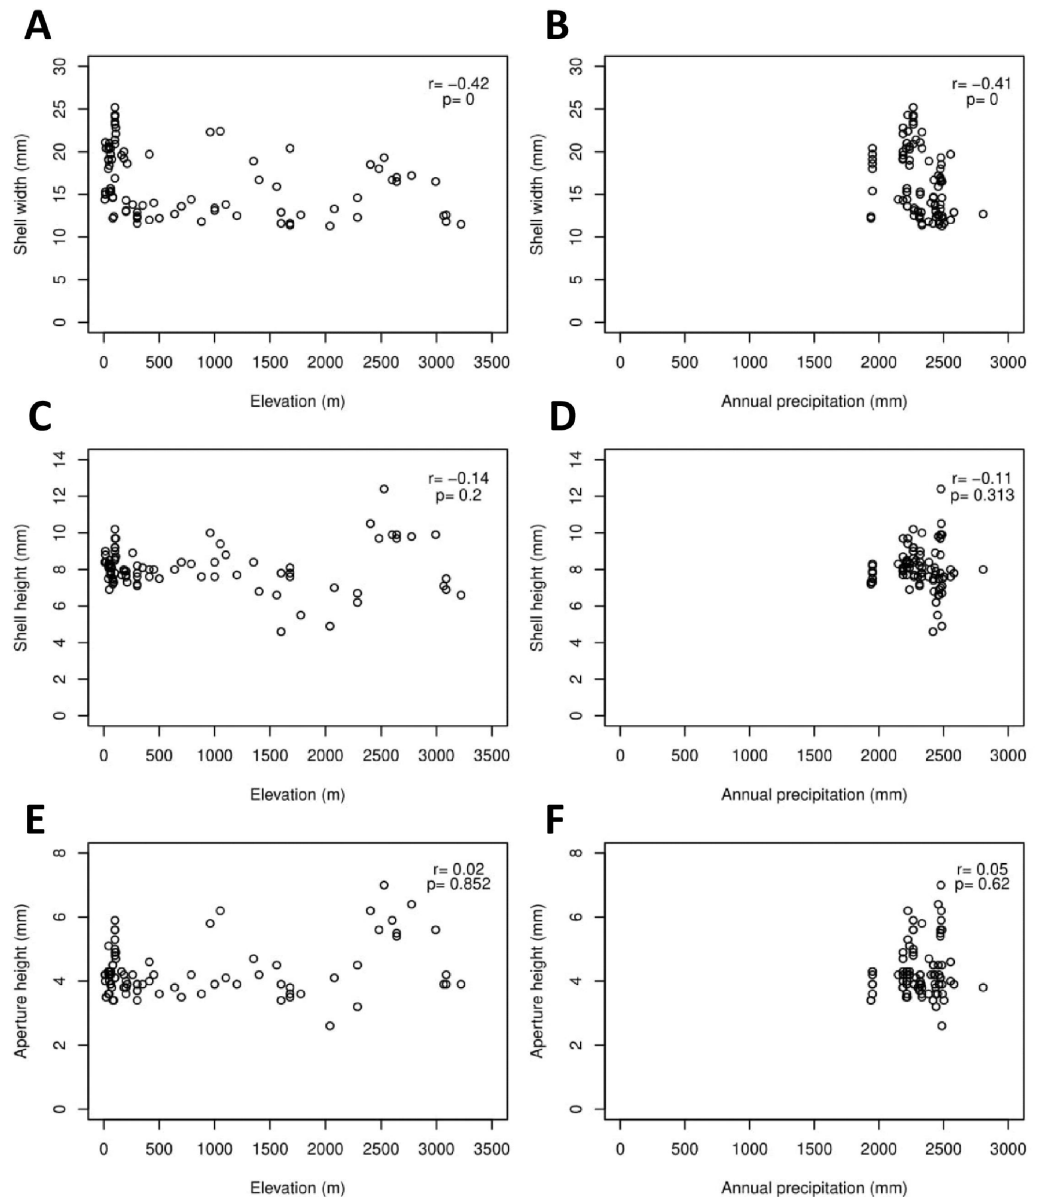 A
B
30
25
20
15
10
5
0
Shell width (mm)
r= −0.42
p= 0
0 500 1000 1500 2000 2500 3000 3500
Elevation (m)
30
25
20
15
10
5
0
Shell width (mm)
r= −0.41
p= 0
0 500 1000 1500 2000 2500 3000
Annual precipitation (mm)
C
D
14
12
10
8
6
4
2
0
Shell height (mm)
r= −0.14
p= 0.2
0 500 1000 1500 2000 2500 3000 3500
Elevation (m)
14
12
10
8
6
4
2
0
Shell height (mm)
r= −0.11
p= 0.313
0 500 1000 1500 2000 2500 3000
Annual precipitation (mm)
E
F
8
6
4
2
0
Aperture height (mm)
r= 0.02
p= 0.852
0 500 1000 1500 2000 2500 3000 3500
Elevation (m)
8
6
4
2
0
Aperture height (mm)
r= 0.05
p= 0.62
0 500 1000 1500 2000 2500 3000
Annual precipitation (mm)